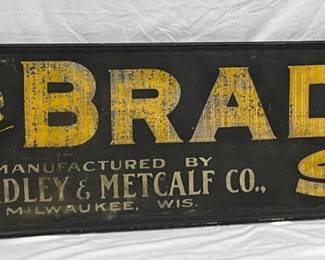 BRAD
MANUFACTURED BY
DLEY & METCALF CO.,
MILWAUKEE, WIS.